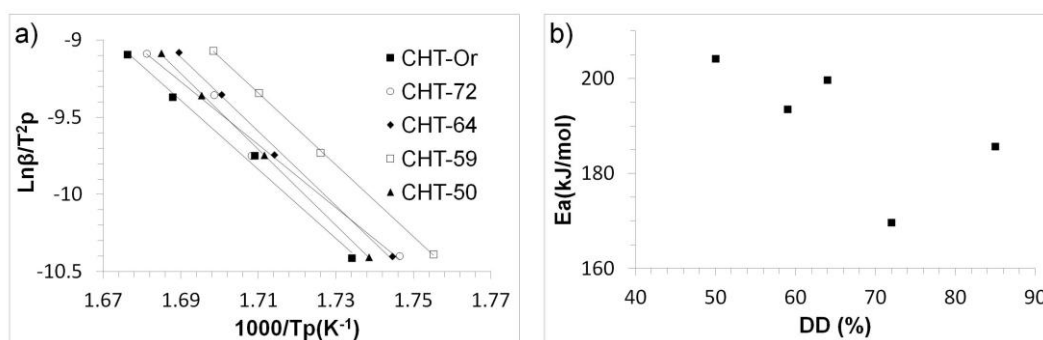 a)
-9
-9.5
-10
-10.5
Lnβ/T²p
1.67 1.69 1.71 1.73 1.75 1.77
1000/Tp(K⁻¹)
CHT-Or
CHT-72
CHT-64
CHT-59
CHT-50
b)
200
180
160
Ea(kJ/mol)
40 50 60 70 80 90
DD (%)